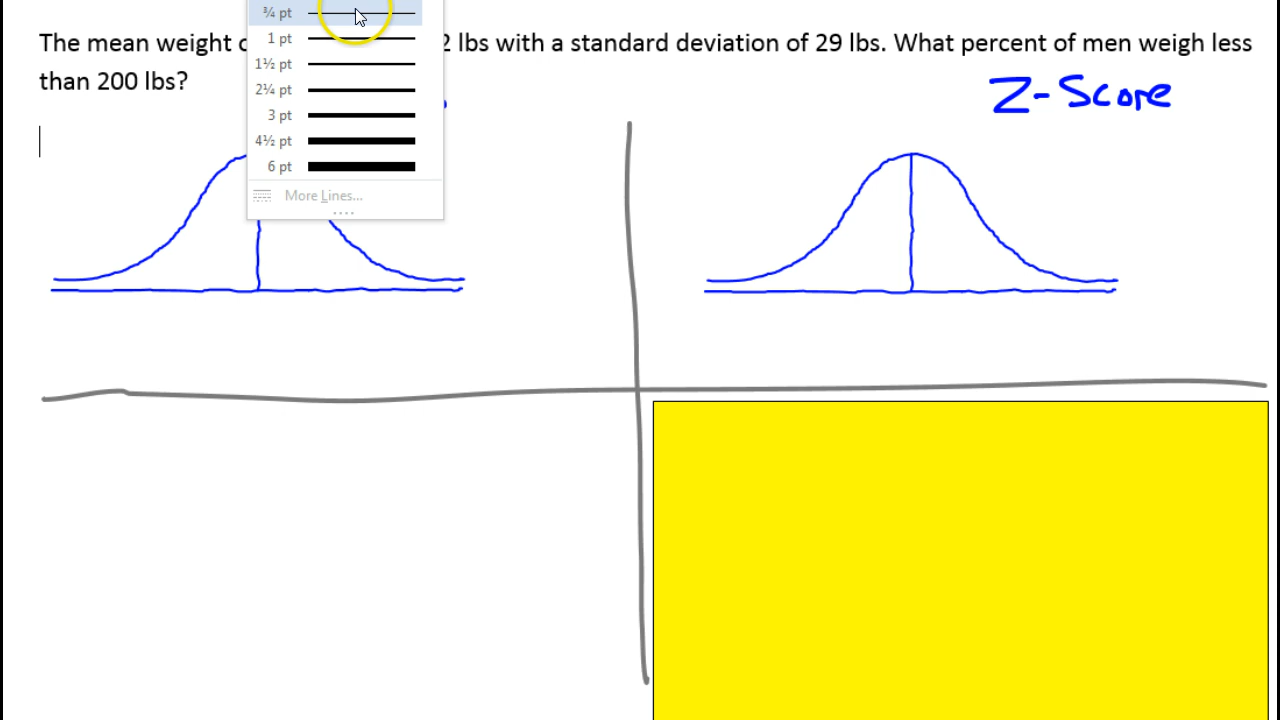 ¾ pt
The mean weight 2 lbs with a standard deviation of 29 lbs. What percent of men weigh less
1 pt
1½ pt
than 200 lbs?
2¼ pt
Z-Score
3 pt
4½ pt
6 pt
More Lines...